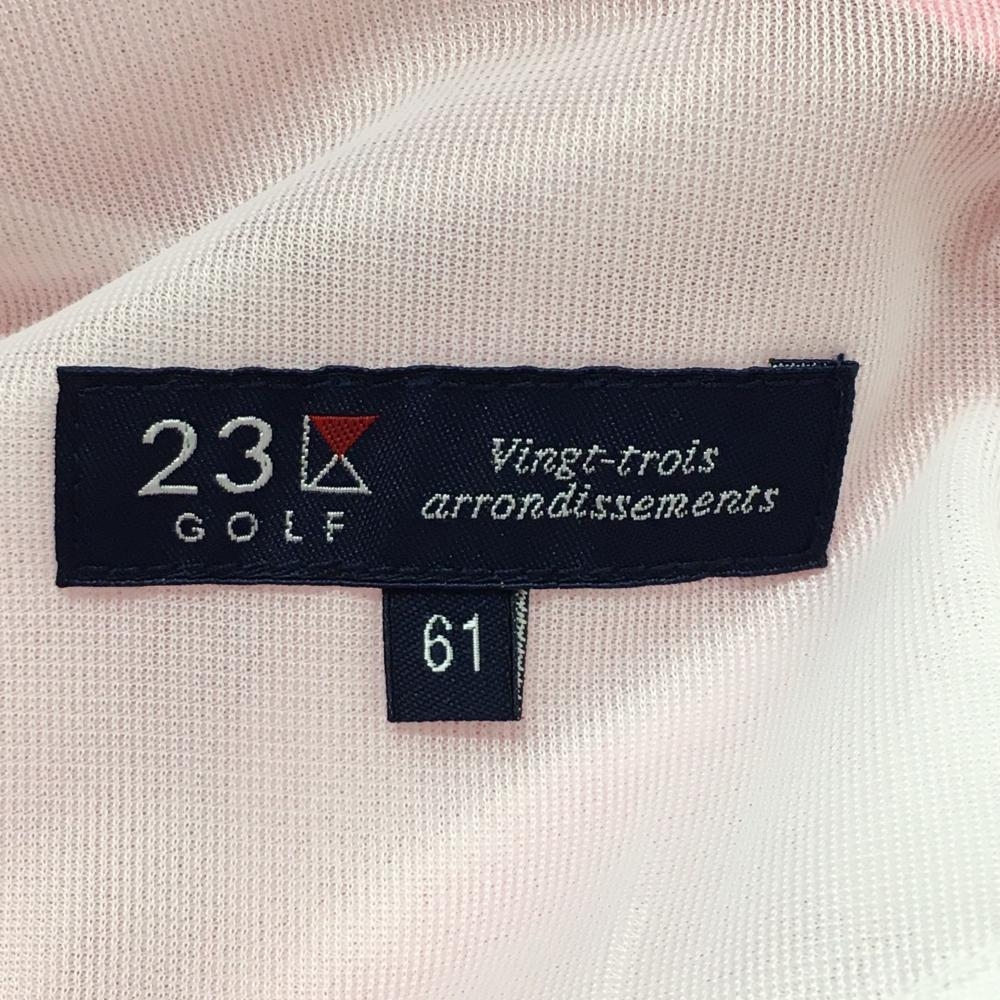 23
GOLF
Vingt-trois
arrondissements
61